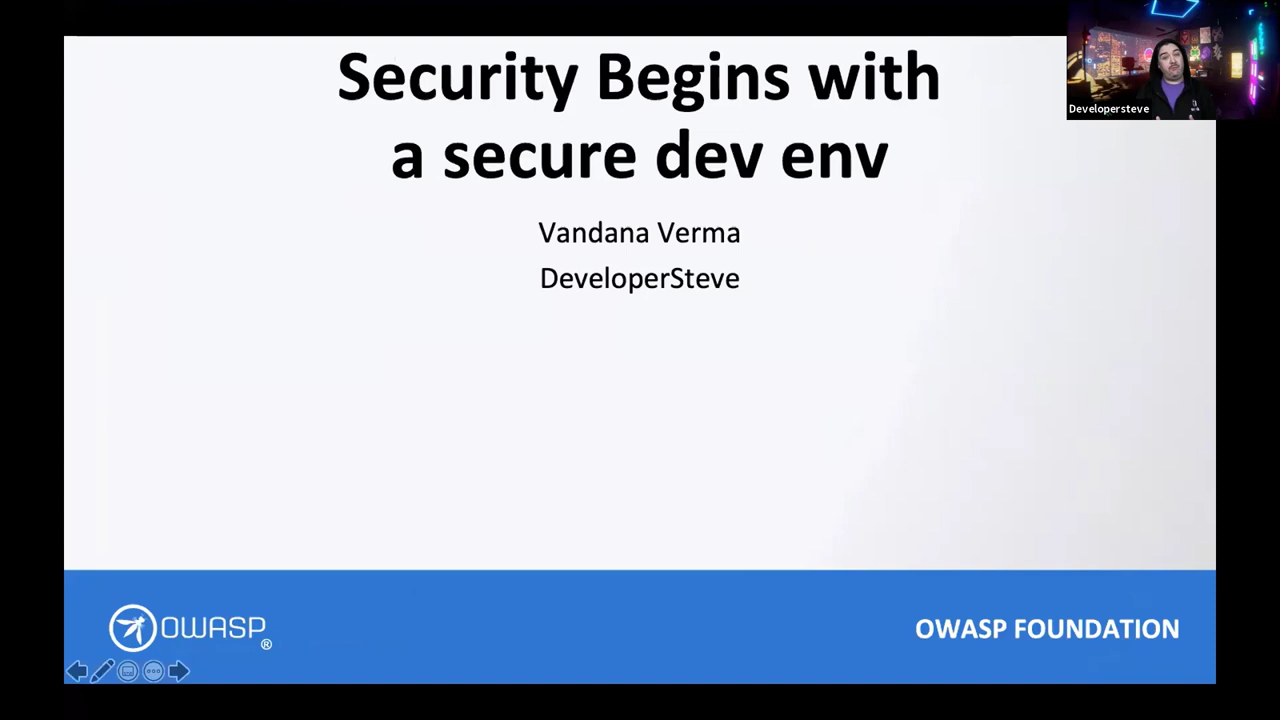 Security Begins with
a secure dev env
Vandana Verma
DeveloperSteve
Developersteve
OWASP®
OWASP FOUNDATION